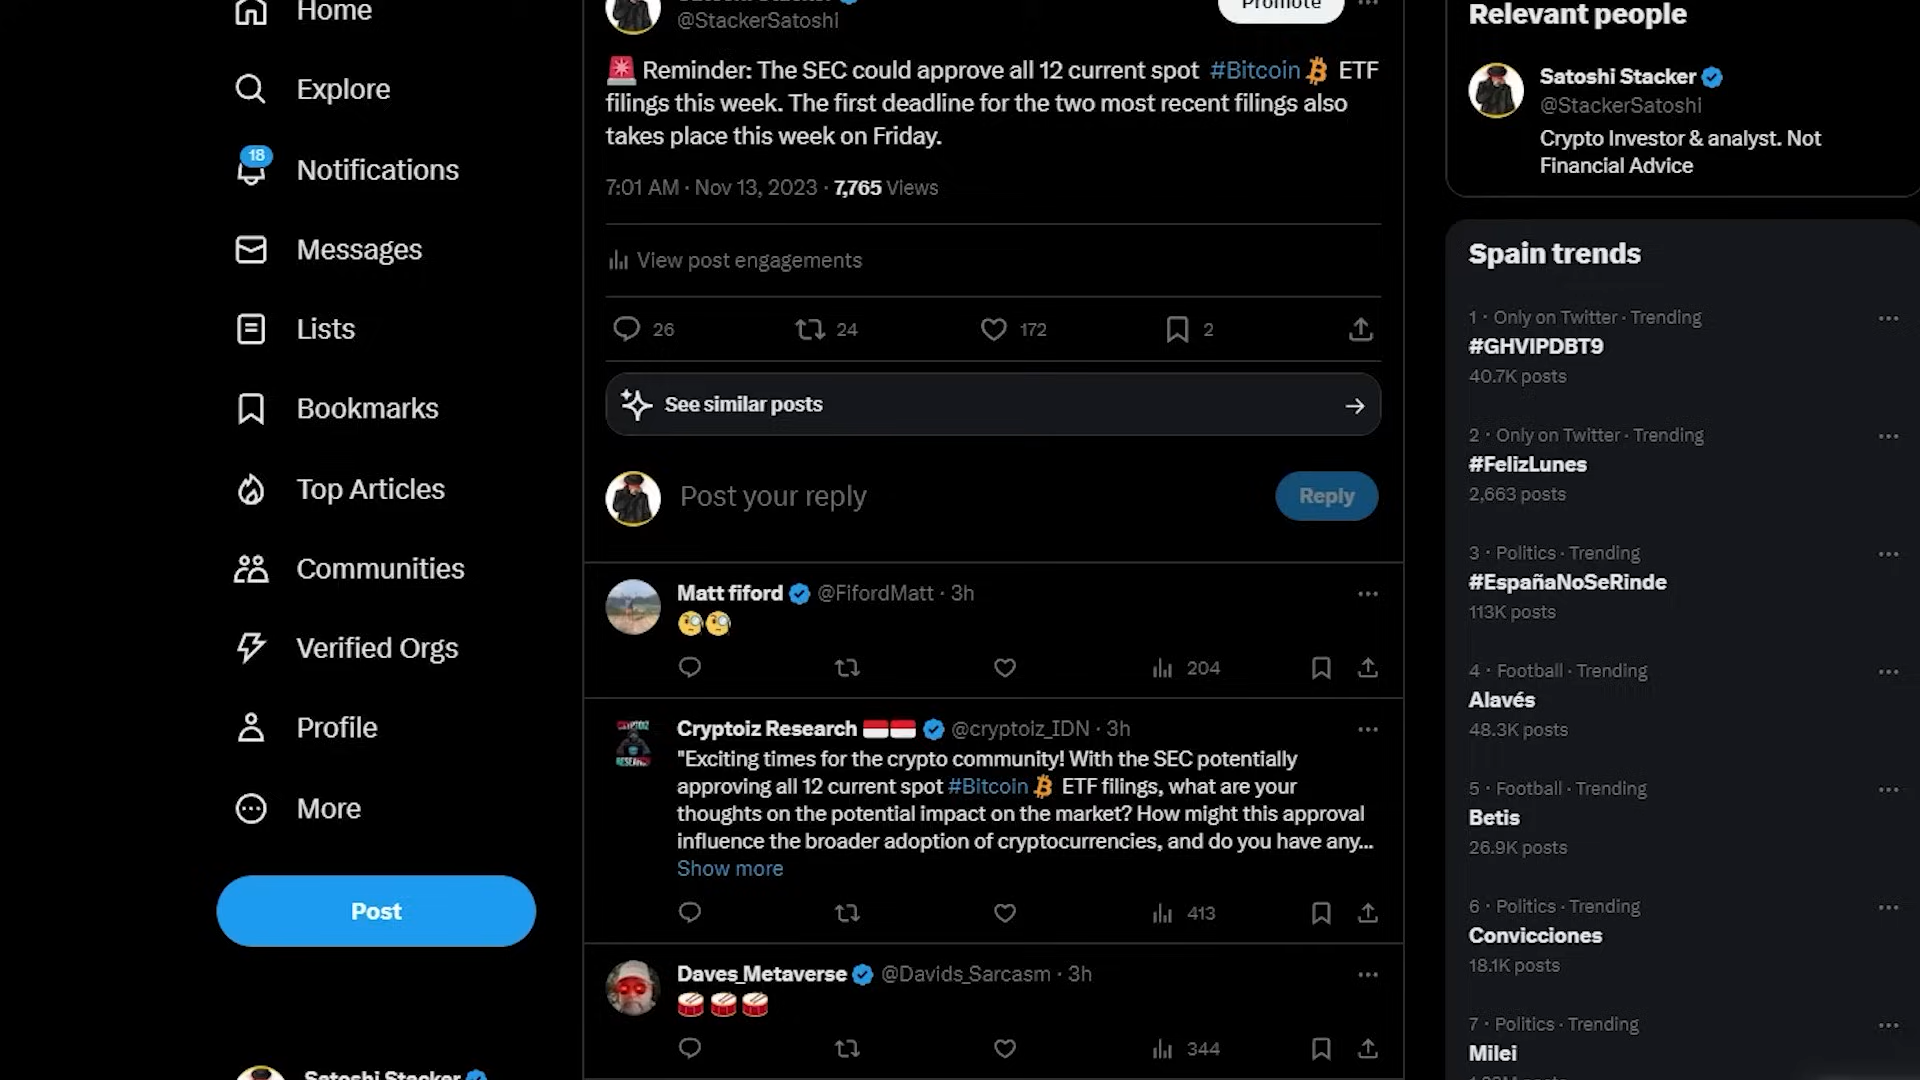 Home
Explore
18
Notifications
Messages
Lists
Bookmarks
Top Articles
Communities
Verified Orgs
Profile
More
Post
Satoshi Stacker
@StackerSatoshi
Promote
🚨 Reminder: The SEC could approve all 12 current spot #Bitcoin ETF
filings this week. The first deadline for the two most recent filings also
takes place this week on Friday.
7:01 AM · Nov 13, 2023 · 7,765 Views
View post engagements
26 24 172 2
See similar posts
Post your reply
Reply
Matt fiford @FifordMatt · 3h
🧐🧐
204
Cryptoiz Research 🇮🇩🇮🇩 @cryptoiz_IDN · 3h
"Exciting times for the crypto community! With the SEC potentially
approving all 12 current spot #Bitcoin ETF filings, what are your
thoughts on the potential impact on the market? How might this approval
influence the broader adoption of cryptocurrencies, and do you have any...
Show more
413
CRYPTOIZ
RESEARCH
Daves_Metaverse @Davids_Sarcasm · 3h
🥁🥁🥁
344
Relevant people
Satoshi Stacker
@StackerSatoshi
Crypto Investor & analyst. Not
Financial Advice
Spain trends
1 · Only on Twitter · Trending
#GHVIPDBT9
40.7K posts
2 · Only on Twitter · Trending
#FelizLunes
2,663 posts
3 · Politics · Trending
#EspañaNoSeRinde
113K posts
4 · Football · Trending
Alavés
48.3K posts
5 · Football · Trending
Betis
26.9K posts
6 · Politics · Trending
Convicciones
18.1K posts
7 · Politics · Trending
Milei